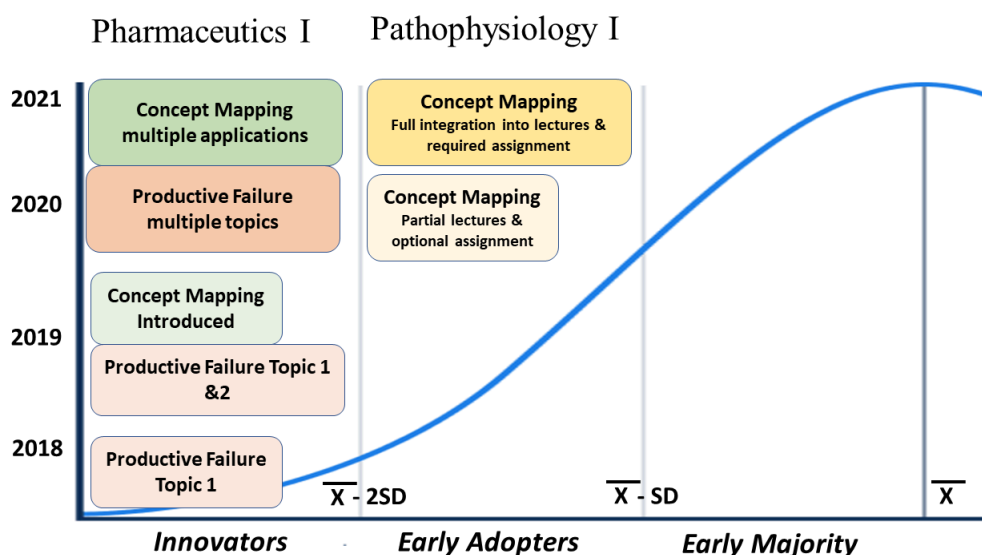 Pharmaceutics I
Pathophysiology I
2021
Concept Mapping
multiple applications
Concept Mapping
Full integration into lectures &
required assignment
2020
Productive Failure
multiple topics
Concept Mapping
Partial lectures &
optional assignment
Concept Mapping
Introduced
2019
Productive Failure Topic 1
&2
2018
Productive Failure
Topic 1
X̅ - 2SD
X̅ - SD
X̅
Innovators
Early Adopters
Early Majority